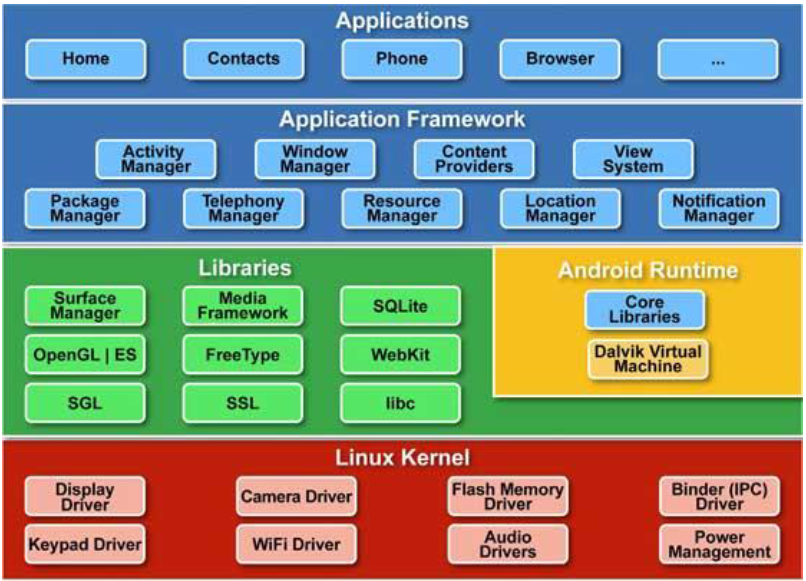 Applications
Home
Contacts
Phone
Browser
...
Application Framework
Activity
Manager
Window
Manager
Content
Providers
View
System
Package
Manager
Telephony
Manager
Resource
Manager
Location
Manager
Notification
Manager
Libraries
Surface
Manager
Media
Framework
SQLite
OpenGL | ES
FreeType
WebKit
SGL
SSL
libc
Android Runtime
Core
Libraries
Dalvik Virtual
Machine
Linux Kernel
Display
Driver
Camera Driver
Flash Memory
Driver
Binder (IPC)
Driver
Keypad Driver
WiFi Driver
Audio
Drivers
Power
Management